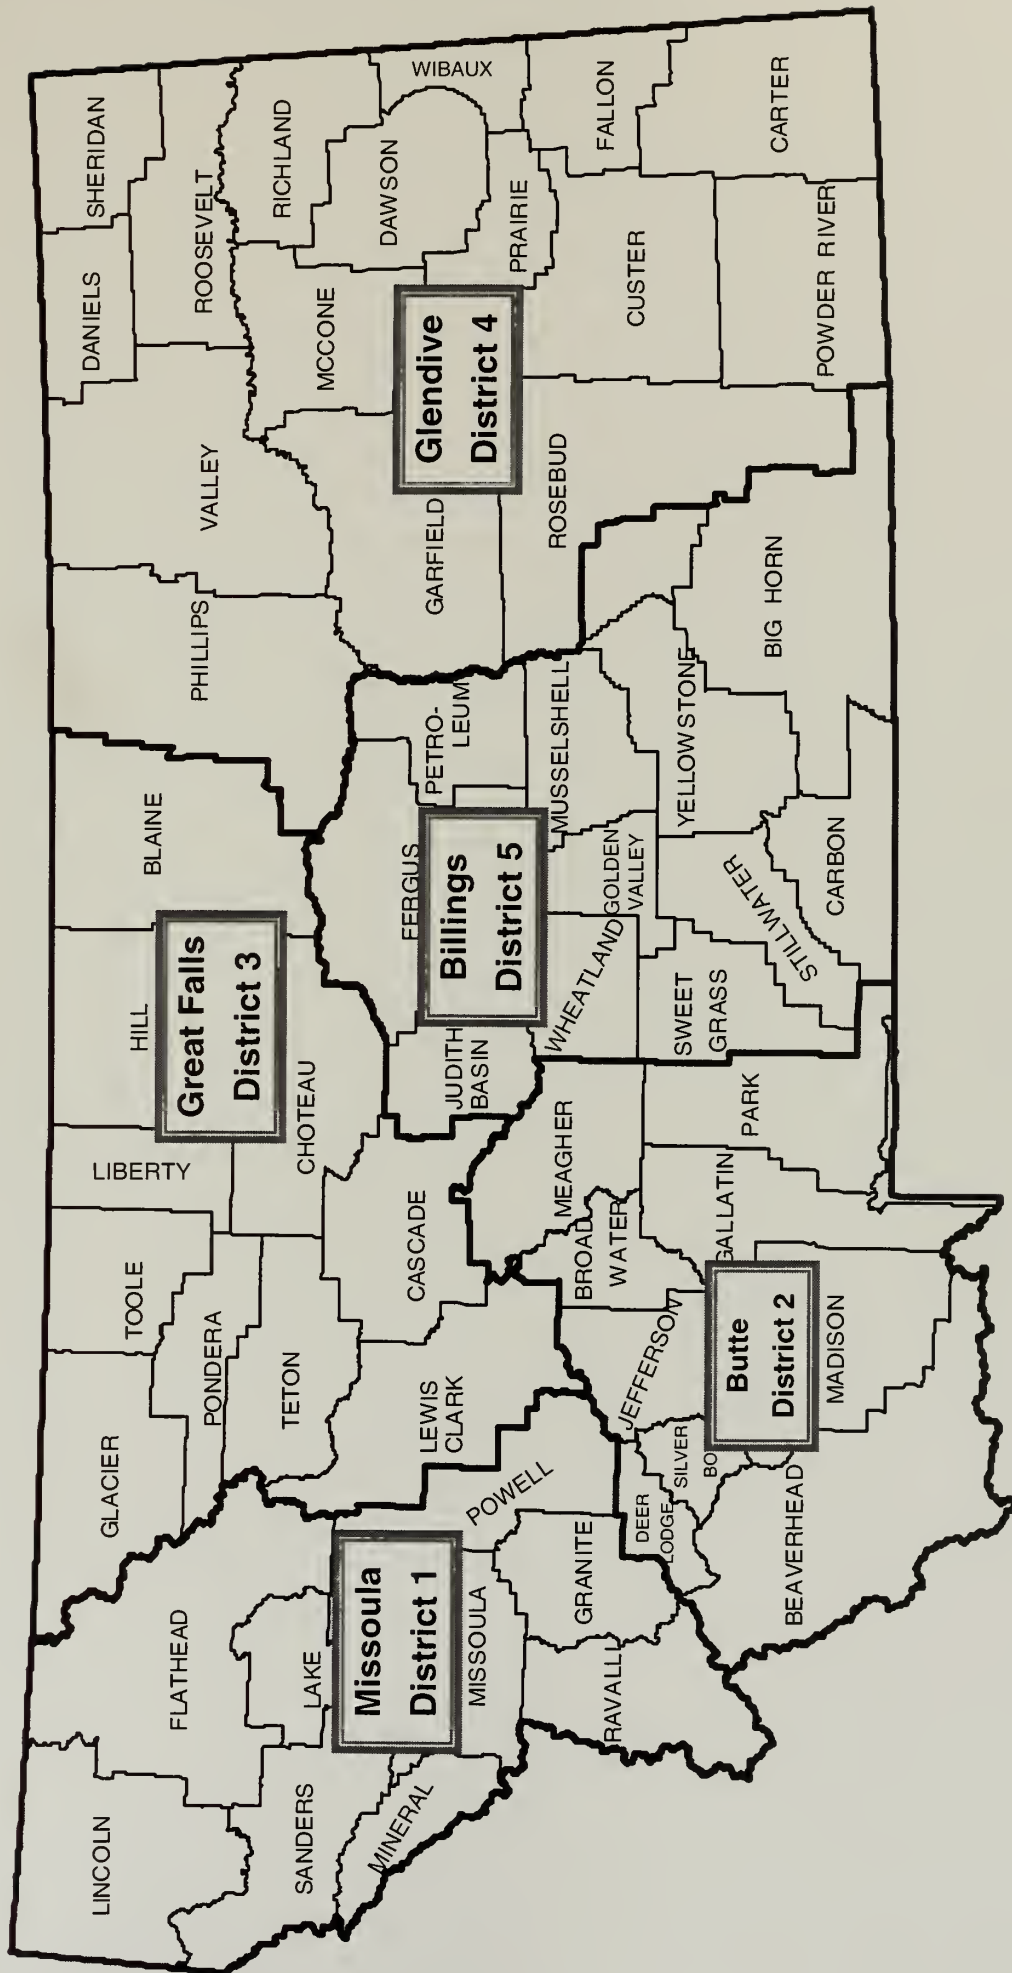 LINCOLN
FLATHEAD
GLACIER
TOOLE
LIBERTY
HILL
BLAINE
PHILLIPS
VALLEY
DANIELS
SHERIDAN
ROOSEVELT
SANDERS
LAKE
PONDERA
TETON
CHOTEAU
Great Falls
District 3
MCCONE
RICHLAND
MINERAL
Missoula
District 1
MISSOULA
POWELL
LEWIS
CLARK
CASCADE
JUDITH
BASIN
FERGUS
PETRO-
LEUM
GARFIELD
DAWSON
WIBAUX
Billings
District 5
Glendive
District 4
PRAIRIE
RAVALLI
GRANITE
DEER
LODGE
SILVER
BO
JEFFERSON
BROAD
WATER
MEAGHER
WHEATLAND
GOLDEN
VALLEY
MUSSELSHELL
ROSEBUD
CUSTER
FALLON
Butte
District 2
GALLATIN
PARK
SWEET
GRASS
STILLWATER
YELLOWSTONE
BIG HORN
POWDER RIVER
CARTER
BEAVERHEAD
MADISON
CARBON